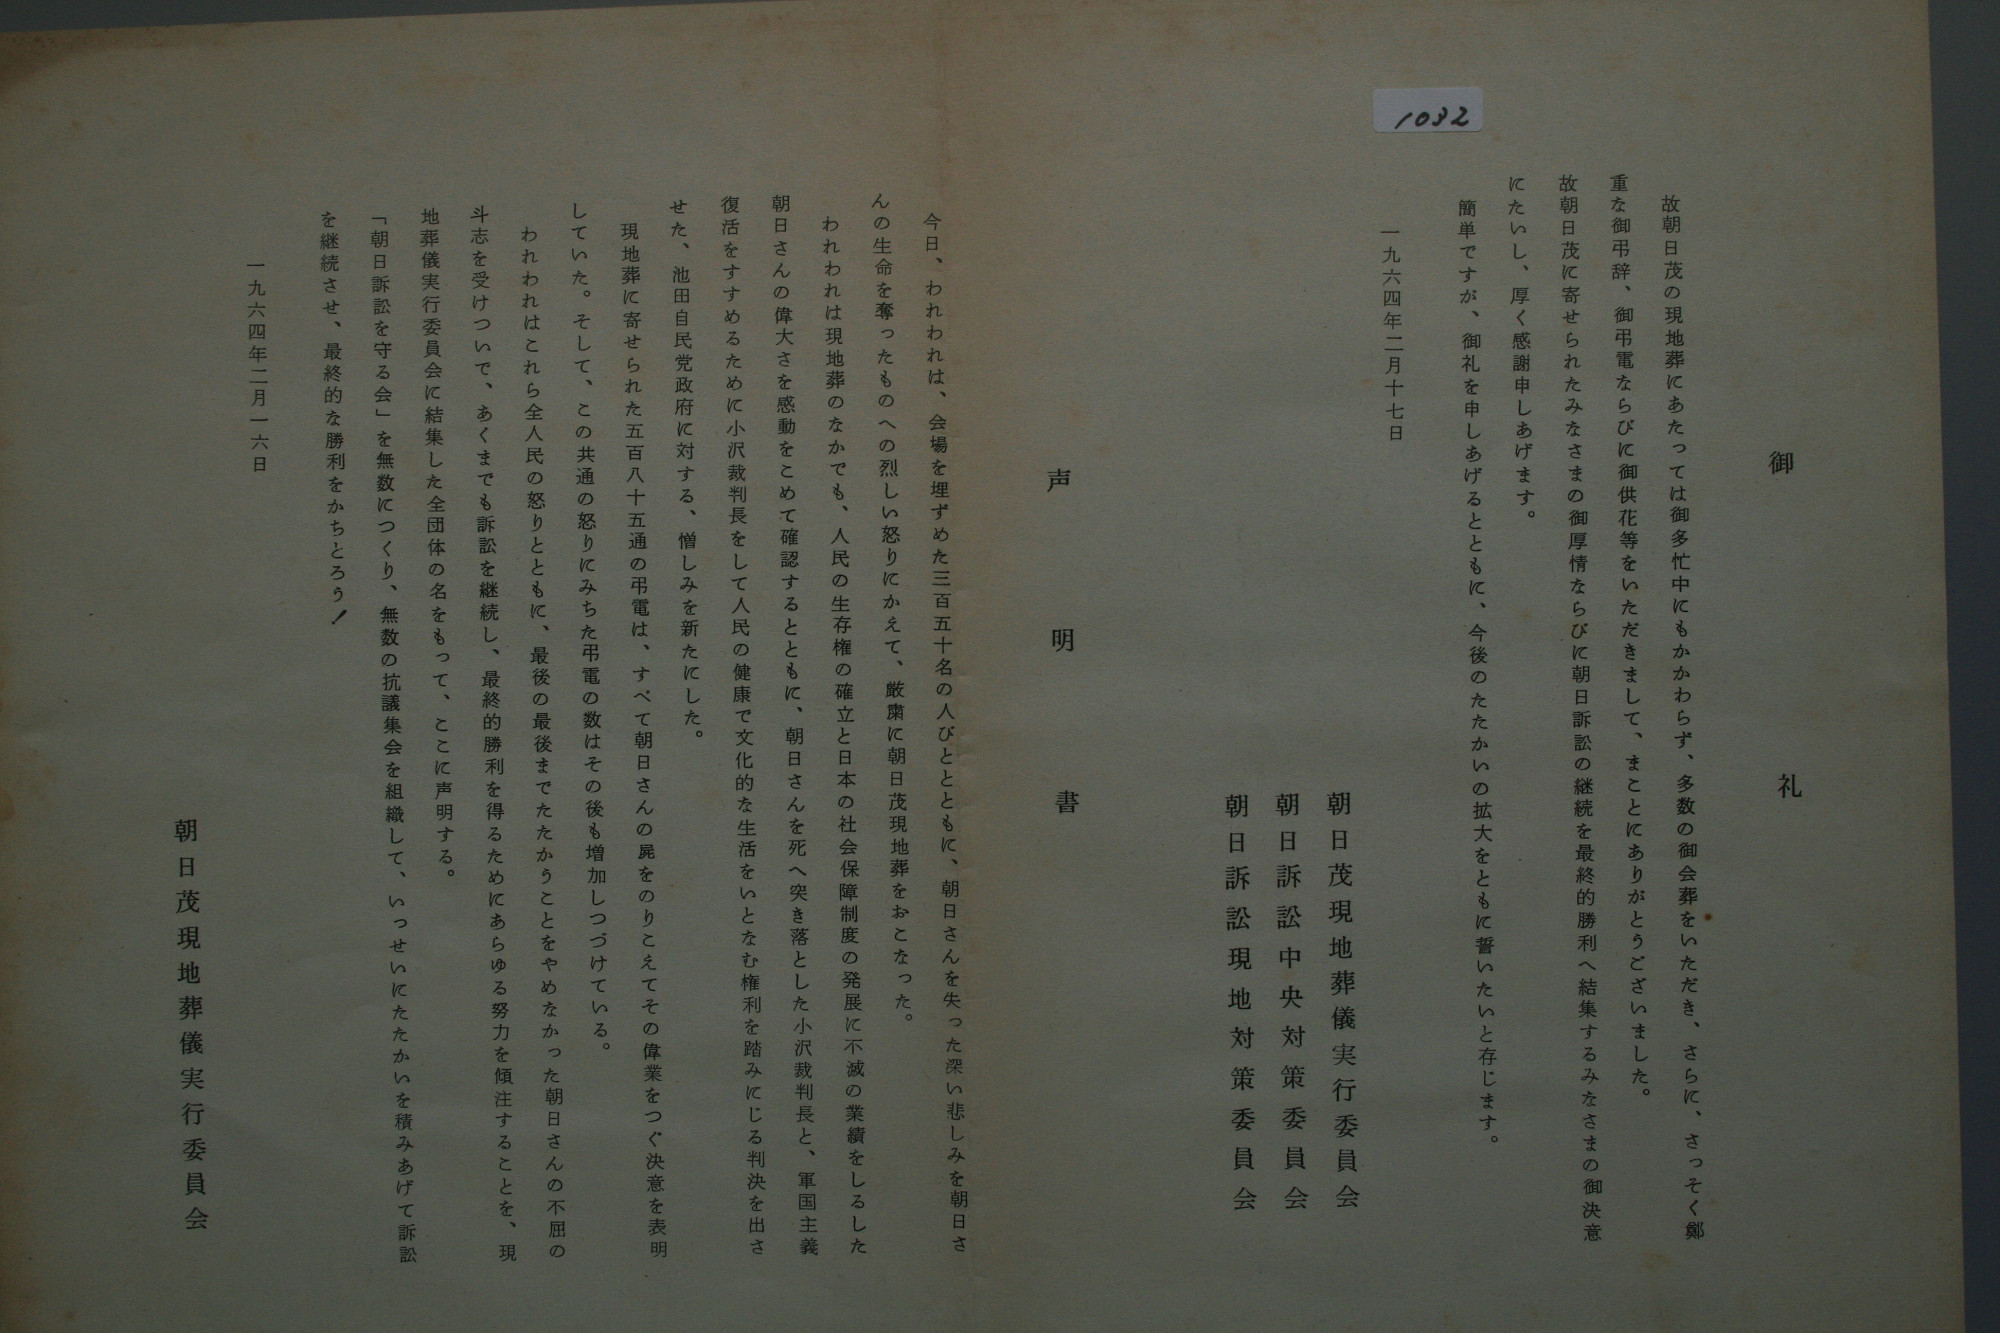 1032
御礼
故朝日茂の現地葬にあたっては御多忙中にもかかわらず、多数の御会葬をいただき、さらに、さっそく鄭
重な御弔辞、御弔電ならびに御供花等をいただきまして、まことにありがとうございました。
故朝日茂に寄せられたみなさまの御厚情ならびに朝日訴訟の継続を最終的勝利へ結集するみなさまの御決意
にたいし、厚く感謝申しあげます。
簡単ですが、御礼を申しあげるとともに、今後のたたかいの拡大をともに誓いたいと存じます。
一九六四年二月十七日
朝日茂現地葬儀実行委員会
朝日訴訟中央対策委員会
朝日訴訟現地対策委員会
声明書
今日、われわれは、会場を埋ずめた三百五十名の人びととともに、朝日さんを失った深い悲しみを朝日さ
んの生命を奪ったものへの烈しい怒りにかえて、厳粛に朝日茂現地葬をおこなった。
われわれは現地葬のなかでも、人民の生存権の確立と日本の社会保障制度の発展に不滅の業績をしるした
朝日さんの偉大さを感動をこめて確認するとともに、朝日さんを死へ突き落とした小沢裁判長と、軍国主義
復活をすすめるために小沢裁判長をして人民の健康で文化的な生活をいとなむ権利を踏みにじる判決を出さ
せた、池田自民党政府に対する、憎しみを新たにした。
現地葬に寄せられた五百八十五通の弔電は、すべて朝日さんの屍をのりこえてその偉業をつぐ決意を表明
していた。そして、この共通の怒りにみちた弔電の数はその後も増加しつづけている。
われわれはこれら全人民の怒りとともに、最後の最後までたたかうことをやめなかった朝日さんの不屈の
斗志を受けついで、あくまでも訴訟を継続し、最終的勝利を得るためにあらゆる努力を傾注することを、現
地葬儀実行委員会に結集した全団体の名をもって、ここに声明する。
「朝日訴訟を守る会」を無数につくり、無数の抗議集会を組織して、いっせいにたたかいを積みあげて訴訟
を継続させ、最終的な勝利をかちとろう！
一九六四年二月一六日
朝日茂現地葬儀実行委員会